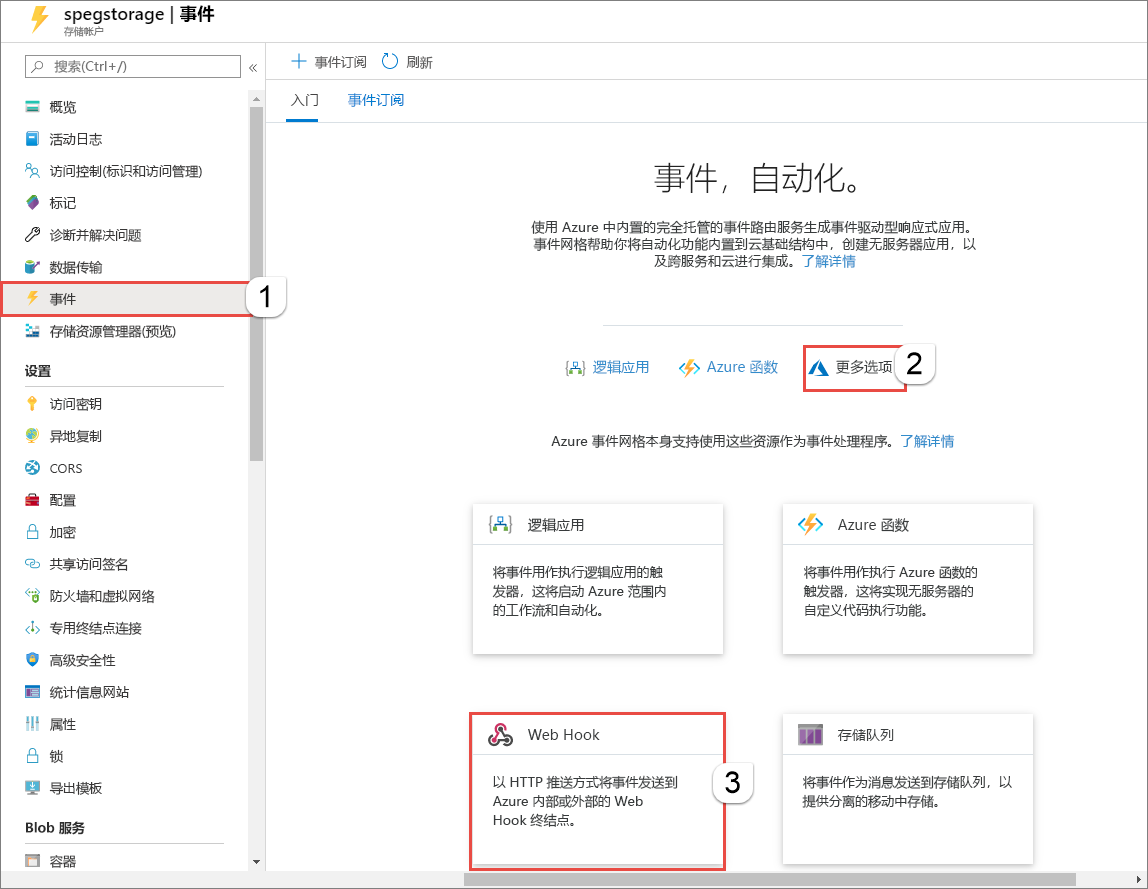 spegstorage | 事件
存储帐户
搜索(Ctrl+/)
«
概览
活动日志
访问控制(标识和访问管理)
标记
诊断并解决问题
数据传输
事件
1
存储资源管理器(预览)
设置
访问密钥
异地复制
CORS
配置
加密
共享访问签名
防火墙和虚拟网络
专用终结点连接
高级安全性
统计信息网站
属性
锁
导出模板
Blob 服务
容器
事件订阅
刷新
入门
事件订阅
事件，自动化。
使用 Azure 中内置的完全托管的事件路由服务生成事件驱动型响应式应用。
事件网格帮助你将自动化功能内置到云基础结构中，创建无服务器应用，以
及跨服务和云进行集成。了解详情
逻辑应用
Azure 函数
更多选项
2
Azure 事件网格本身支持使用这些资源作为事件处理程序。了解详情
逻辑应用
将事件用作执行逻辑应用的触
发器，这将启动 Azure 范围内
的工作流和自动化。
Azure 函数
将事件用作执行 Azure 函数的
触发器，这将实现无服务器的
自定义代码执行功能。
Web Hook
以 HTTP 推送方式将事件发送到
Azure 内部或外部的 Web
Hook 终结点。
3
存储队列
将事件作为消息发送到存储队列，以
提供分离的移动中存储。